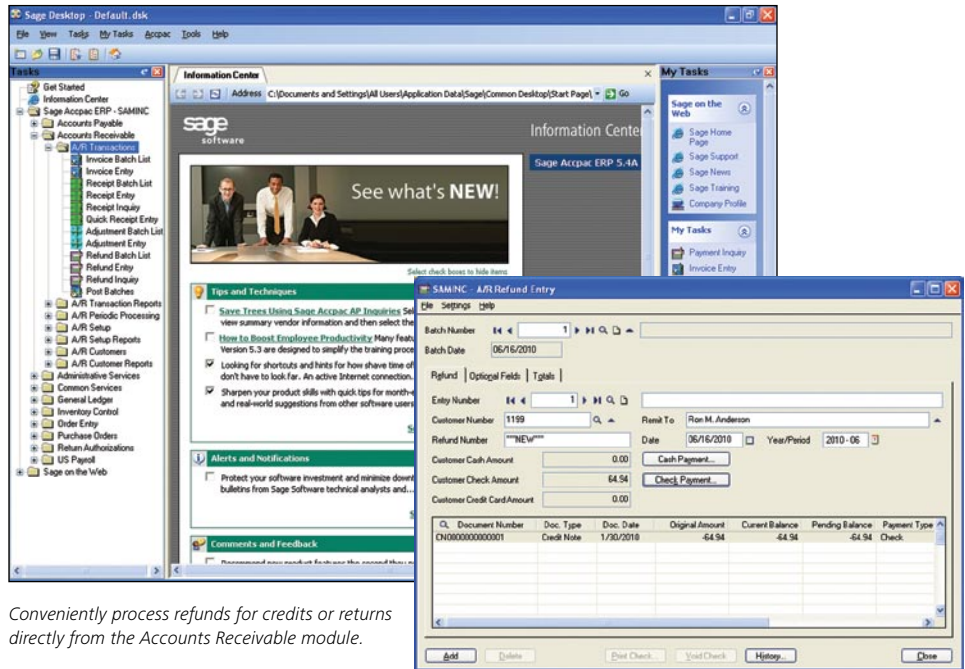 Sage Desktop - Default.dsk
File View Tasks My Tasks Accpac Tools Help
Tasks
Get Started
Information Center
Sage Accpac ERP - SAMINC
Accounts Payable
Accounts Receivable
A/R Transactions
Invoice Batch List
Invoice Entry
Receipt Batch List
Receipt Entry
Receipt Inquiry
Quick Receipt Entry
Adjustment Batch List
Adjustment Entry
Refund Batch List
Refund Entry
Refund Inquiry
Post Batches
A/R Transaction Reports
A/R Periodic Processing
A/R Setup
A/R Setup Reports
A/R Customers
A/R Customer Reports
Administrative Services
Common Services
General Ledger
Inventory Control
Order Entry
Purchase Orders
Return Authorizations
US Payroll
Sage on the Web
Information Center
Address C:\Documents and Settings\All Users\Application Data\Sage\Common Desktop\Start Page\ Go
sage
software
Information Cente
Sage Accpac ERP 5.4A
See what's NEW!
Select check boxes to hide items
Tips and Techniques
Save Trees Using Sage Accpac AP Inquiries Sel
view summary vendor information and then select the
How to Boost Employee Productivity Many featu
Version 5.3 are designed to simplify the training proce
Looking for shortcuts and hints for how shave time of
don't have to look far. An active Internet connection.
Sharpen your product skills with quick tips for month-e
and real-world suggestions from other software users
Alerts and Notifications
Protect your software investment and minimize downt
bulletins from Sage Software technical analysts and...
Comments and Feedback
Recommend new product features the second they
My Tasks
Sage on the
Web
Sage Home
Page
Sage Support
Sage News
Sage Training
Company Profile
My Tasks
Payment Inquiry
Invoice Entry
SAMINC - A/R Refund Entry
File Settings Help
Batch Number 1
Batch Date 06/16/2010
Refund Optional Fields Totals
Entry Number 1
Customer Number 1199 Remit To Ron M. Anderson
Refund Number ***NEW*** Date 06/16/2010 Year/Period 2010-06
Customer Cash Amount 0.00 Cash Payment...
Customer Check Amount 64.94 Check Payment...
Customer Credit Card Amount 0.00
Document Number Doc. Type Doc. Date Original Amount Current Balance Pending Balance Payment Type
CN0000000000001 Credit Note 1/30/2010 -64.94 -64.94 -64.94 Check
Add Delete Print Check... Void Check History... Close
Conveniently process refunds for credits or returns
directly from the Accounts Receivable module.